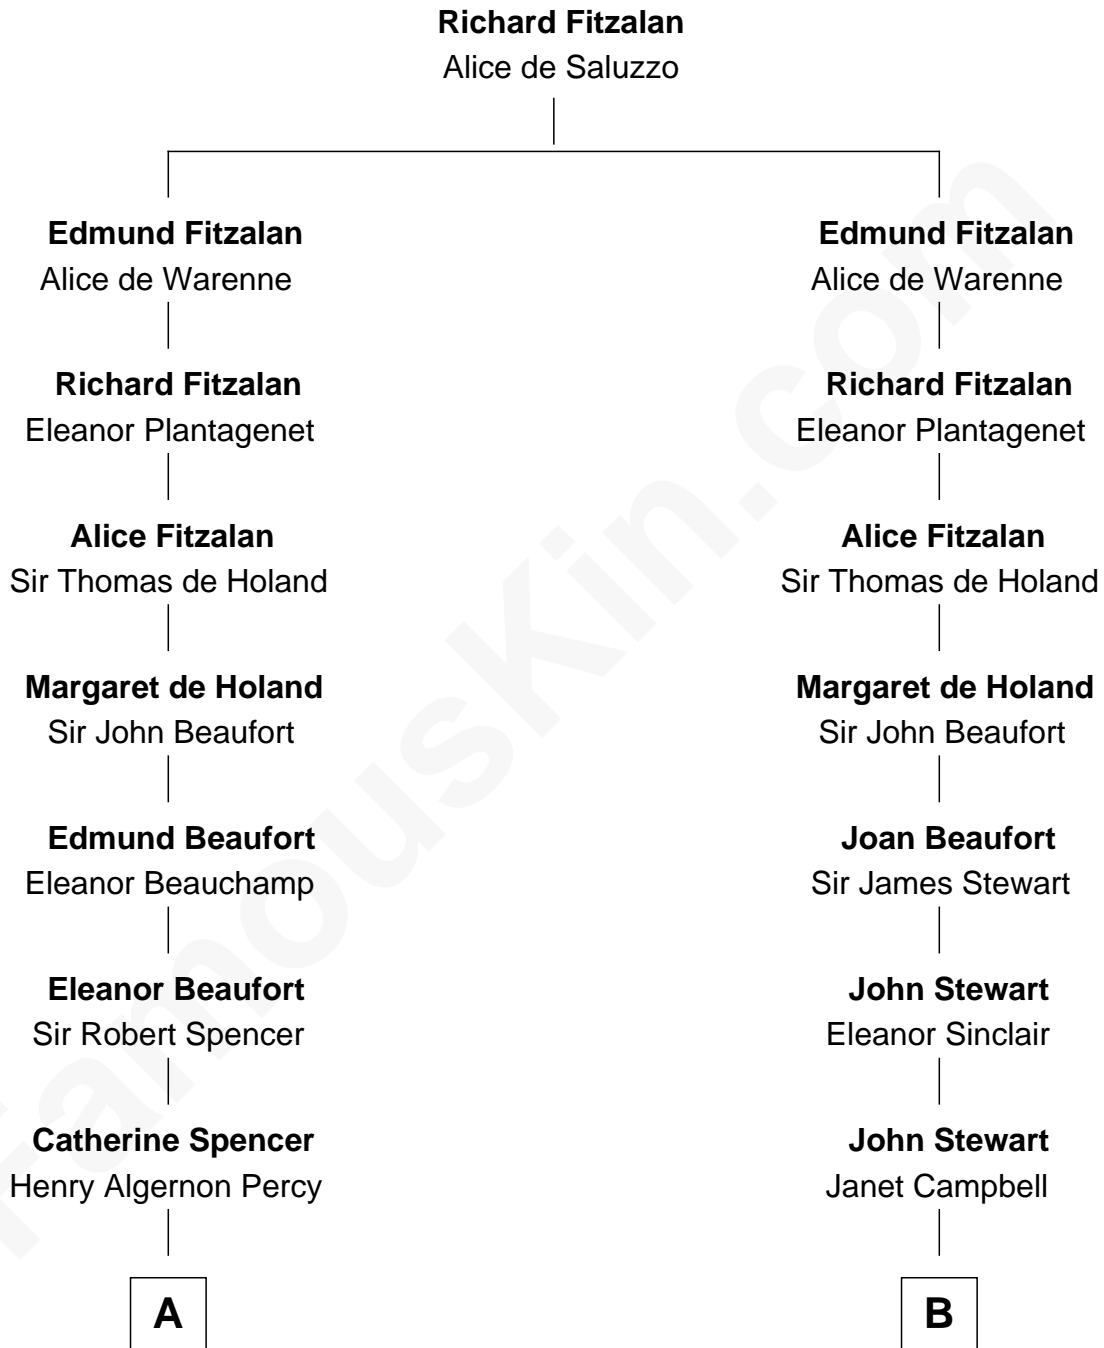 Richard Fitzalan
Alice de Saluzzo
Edmund Fitzalan
Alice de Warenne
Richard Fitzalan
Eleanor Plantagenet
Alice Fitzalan
Sir Thomas de Holand
Margaret de Holand
Sir John Beaufort
Edmund Beaufort
Eleanor Beauchamp
Eleanor Beaufort
Sir Robert Spencer
Catherine Spencer
Henry Algernon Percy
A
Edmund Fitzalan
Alice de Warenne
Richard Fitzalan
Eleanor Plantagenet
Alice Fitzalan
Sir Thomas de Holand
Margaret de Holand
Sir John Beaufort
Joan Beaufort
Sir James Stewart
John Stewart
Eleanor Sinclair
John Stewart
Janet Campbell
B
FamousKin.com